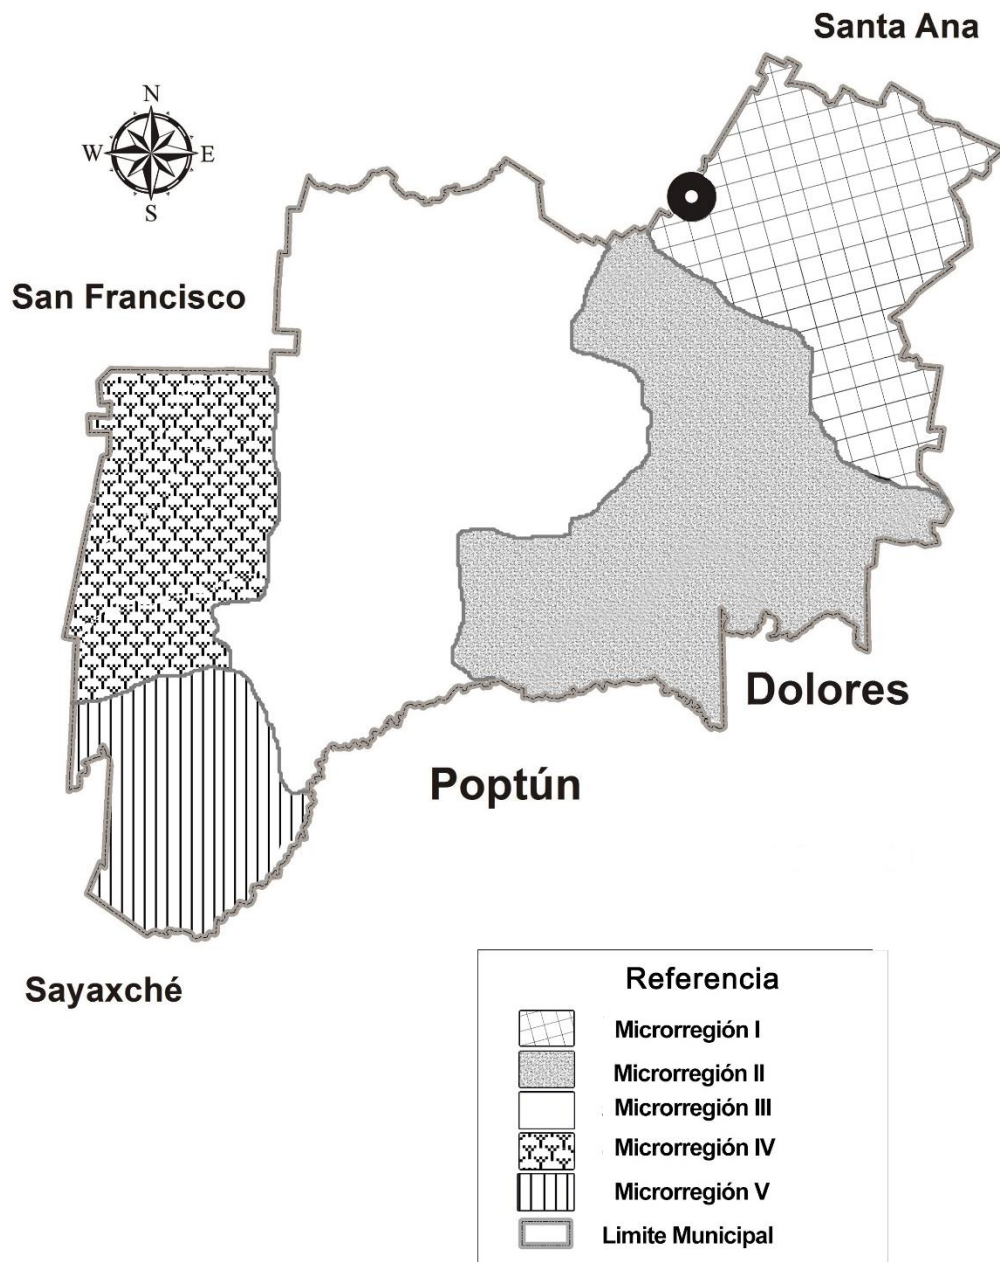 Santa Ana
N
W E
S
San Francisco
Dolores
Poptún
Sayaxché
Referencia
Microrregión I
Microrregión II
Microrregión III
Microrregión IV
Microrregión V
Limite Municipal